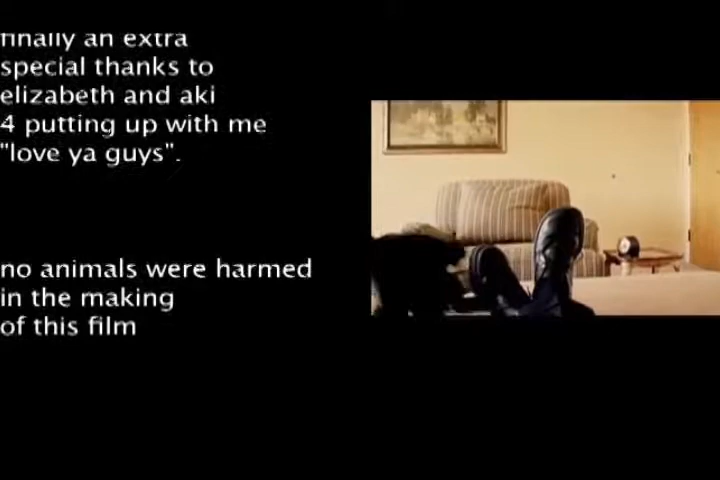 finally an extra
special thanks to
elizabeth and aki
4 putting up with me
"love ya guys".
no animals were harmed
in the making
of this film